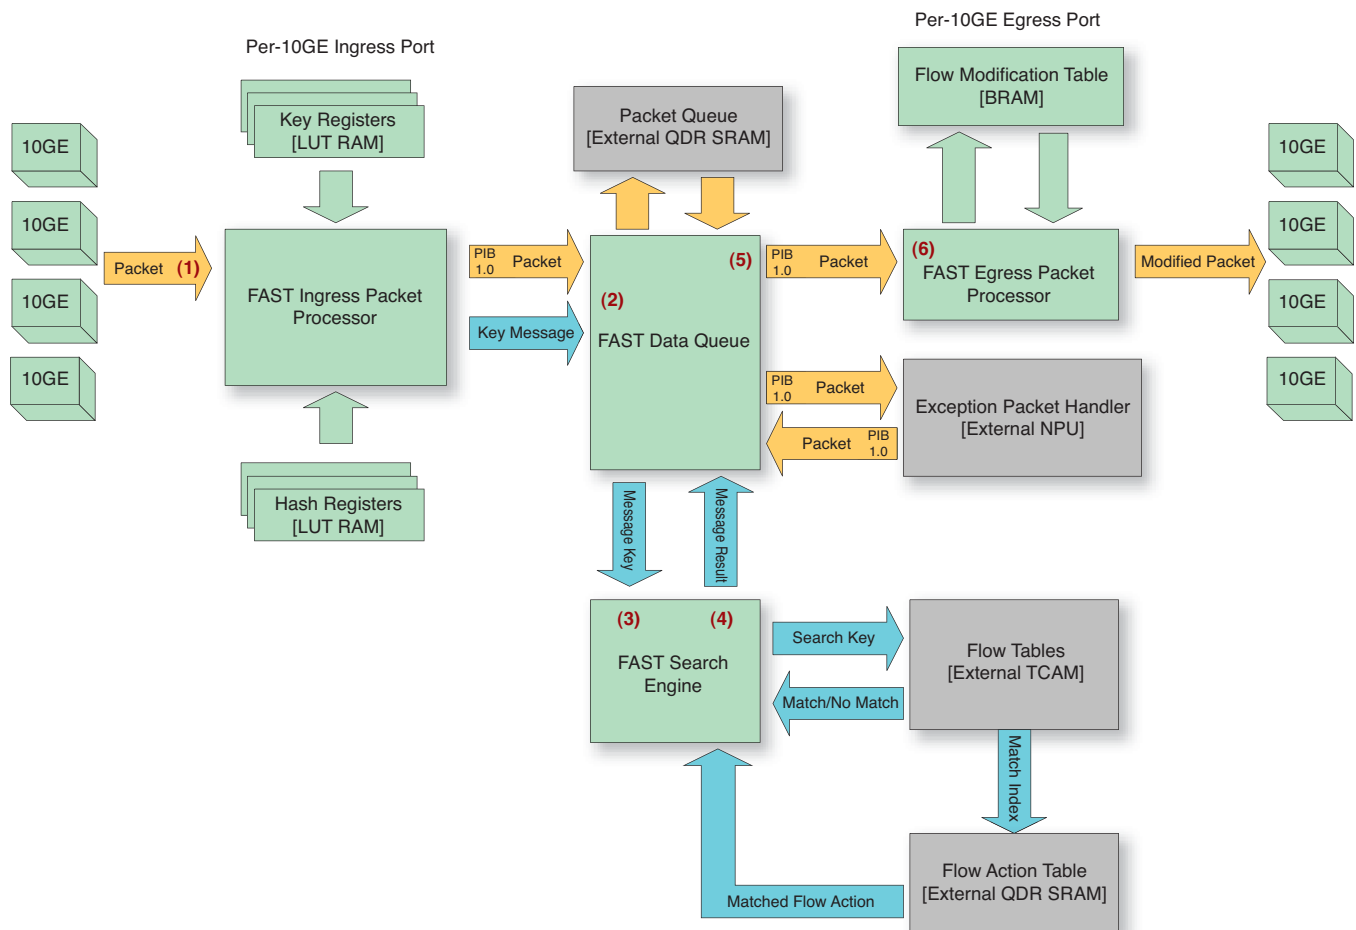 Per-10GE Ingress Port
Per-10GE Egress Port
Key Registers
[LUT RAM]
Packet Queue
[External QDR SRAM]
Flow Modification Table
[BRAM]
10GE
10GE
10GE
10GE
Packet (1)
FAST Ingress Packet
Processor
Hash Registers
[LUT RAM]
PIB
1.0
Packet
Key Message
(5)
(2)
FAST Data Queue
PIB
1.0
Packet
(6)
FAST Egress Packet
Processor
Modified Packet
10GE
10GE
10GE
10GE
PIB
1.0
Packet
Packet
PIB
1.0
Exception Packet Handler
[External NPU]
Message Key
Message Result
(3)
(4)
FAST Search
Engine
Search Key
Match/No Match
Flow Tables
[External TCAM]
Match Index
Flow Action Table
[External QDR SRAM]
Matched Flow Action